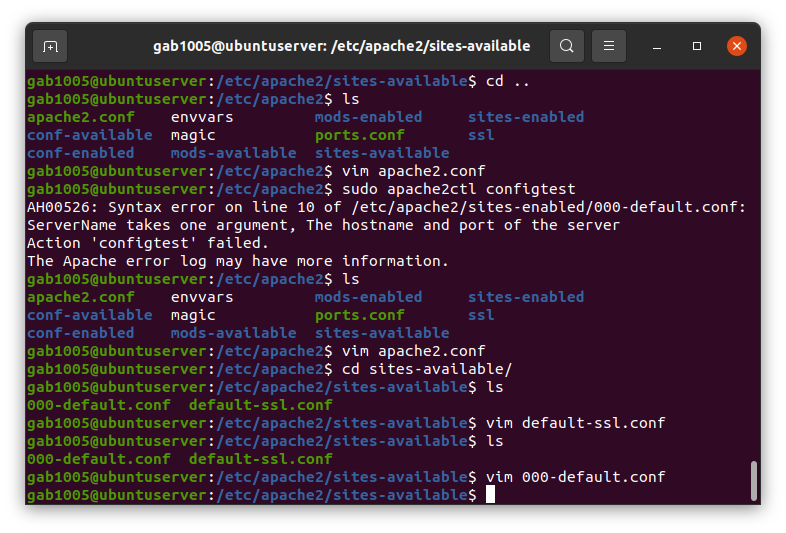 gab1005@ubuntuserver: /etc/apache2/sites-available
gab1005@ubuntuserver:/etc/apache2/sites-available$ cd ..
gab1005@ubuntuserver:/etc/apache2$ ls
apache2.conf    envvars         mods-enabled     sites-enabled
conf-available  magic           ports.conf       ssl
conf-enabled    mods-available  sites-available
gab1005@ubuntuserver:/etc/apache2$ vim apache2.conf
gab1005@ubuntuserver:/etc/apache2$ sudo apache2ctl configtest
AH00526: Syntax error on line 10 of /etc/apache2/sites-enabled/000-default.conf:
ServerName takes one argument, The hostname and port of the server
Action 'configtest' failed.
The Apache error log may have more information.
gab1005@ubuntuserver:/etc/apache2$ ls
apache2.conf    envvars         mods-enabled     sites-enabled
conf-available  magic           ports.conf       ssl
conf-enabled    mods-available  sites-available
gab1005@ubuntuserver:/etc/apache2$ vim apache2.conf
gab1005@ubuntuserver:/etc/apache2$ cd sites-available/
gab1005@ubuntuserver:/etc/apache2/sites-available$ ls
000-default.conf  default-ssl.conf
gab1005@ubuntuserver:/etc/apache2/sites-available$ vim default-ssl.conf
gab1005@ubuntuserver:/etc/apache2/sites-available$ ls
000-default.conf  default-ssl.conf
gab1005@ubuntuserver:/etc/apache2/sites-available$ vim 000-default.conf
gab1005@ubuntuserver:/etc/apache2/sites-available$